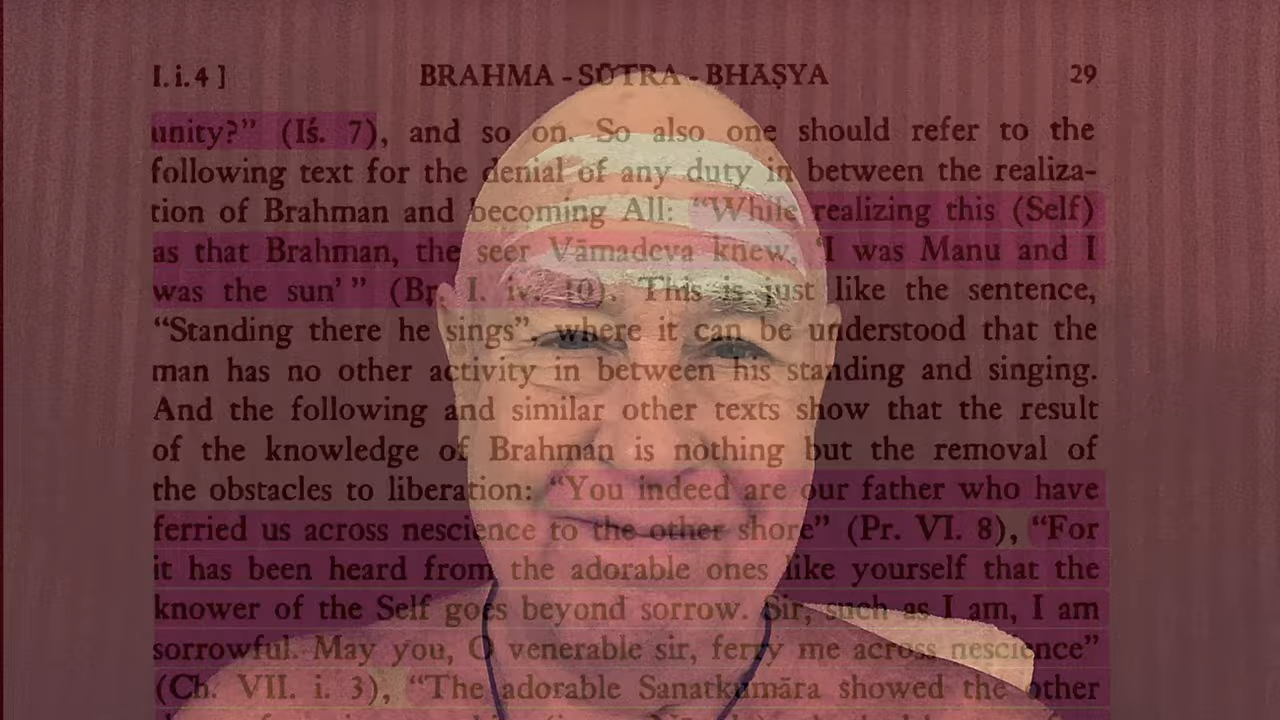 I.i.4 ] BRAHMA - SŪTRA - BHĀṢYA 29
unity?” (Iś. 7), and so on. So also one should refer to the
following text for the denial of any duty in between the realiza-
tion of Brahman and becoming All: “While realizing this (Self)
as that Brahman, the seer Vāmadeva knew, ‘I was Manu and I
was the sun’ ” (Bṛ. I. iv. 10). This is just like the sentence,
“Standing there he sings”, where it can be understood that the
man has no other activity in between his standing and singing.
And the following and similar other texts show that the result
of the knowledge of Brahman is nothing but the removal of
the obstacles to liberation: “You indeed are our father who have
ferried us across nescience to the other shore” (Pr. VI. 8), “For
it has been heard from the adorable ones like yourself that the
knower of the Self goes beyond sorrow. Sir, such as I am, I am
sorrowful. May you, O venerable sir, ferry me across nescience”
(Ch. VII. i. 3), “The adorable Sanatkumāra showed the other